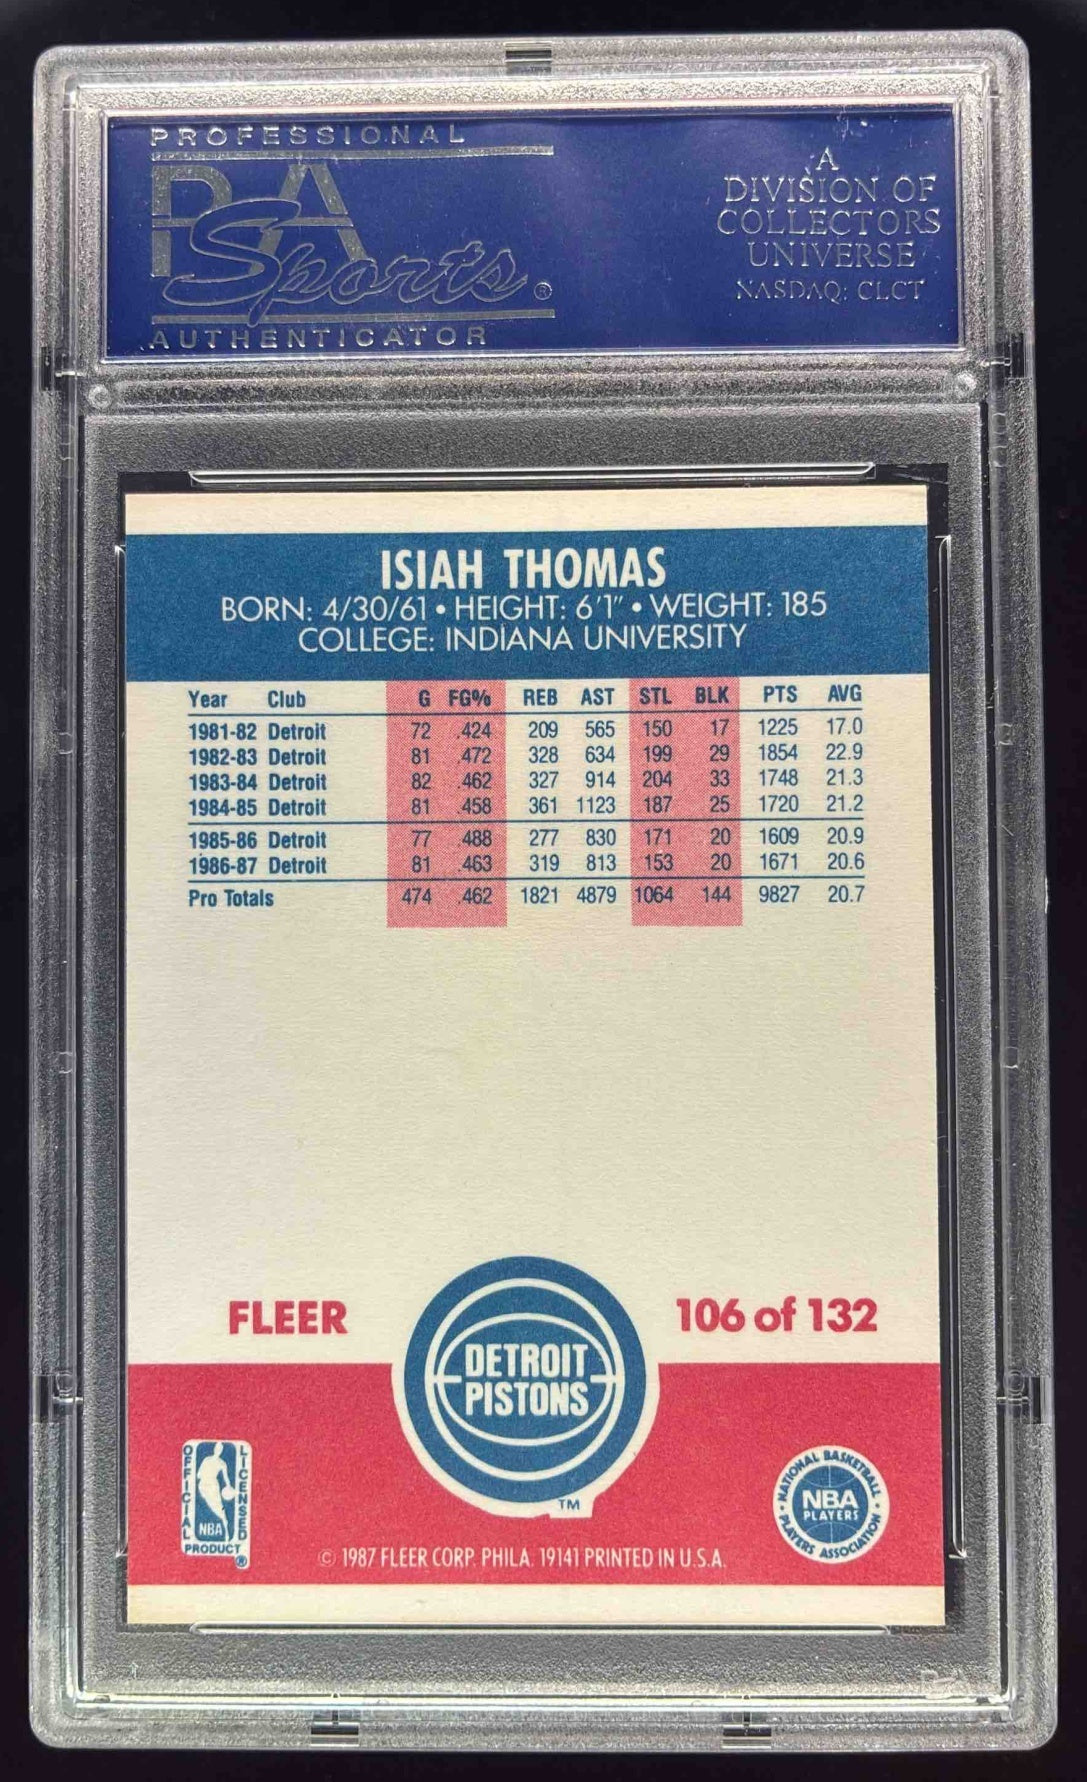 PROFESSIONAL
PSA
Sports ®
AUTHENTICATOR
A
DIVISION OF
COLLECTORS
UNIVERSE
NASDAQ: CLCT
ISIAH THOMAS
BORN: 4/30/61 • HEIGHT: 6'1" • WEIGHT: 185
COLLEGE: INDIANA UNIVERSITY
Year Club G FG% REB AST STL BLK PTS AVG
1981-82 Detroit 72 .424 209 565 150 17 1225 17.0
1982-83 Detroit 81 .472 328 634 199 29 1854 22.9
1983-84 Detroit 82 .462 327 914 204 33 1748 21.3
1984-85 Detroit 81 .458 361 1123 187 25 1720 21.2
1985-86 Detroit 77 .488 277 830 171 20 1609 20.9
1986-87 Detroit 81 .463 319 813 153 20 1671 20.6
Pro Totals 474 .462 1821 4879 1064 144 9827 20.7
FLEER
106 of 132
DETROIT
PISTONS
TM
OFFICIAL
LICENSED
NBA
PRODUCT
®
NATIONAL BASKETBALL
NBA
PLAYERS
PLAYERS ASSOCIATION
© 1987 FLEER CORP. PHILA. 19141 PRINTED IN U.S.A.